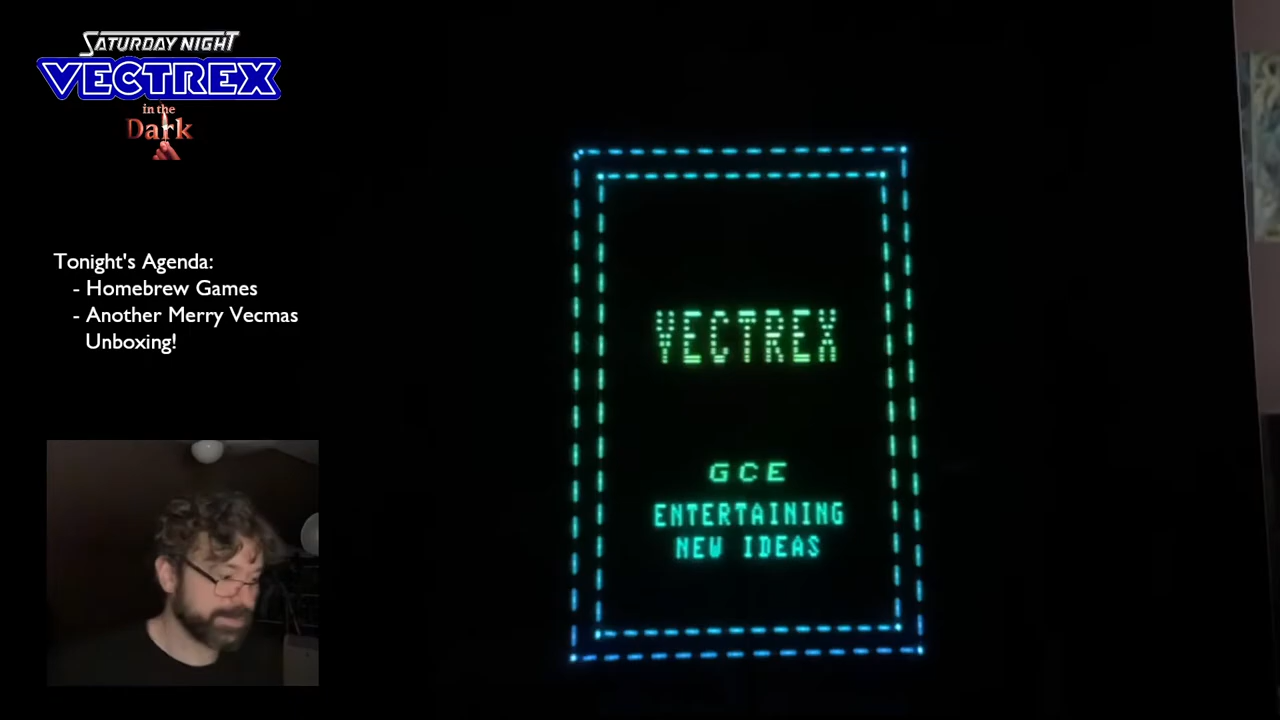 SATURDAY NIGHT
VECTREX
in the
Dark
Tonight's Agenda:
- Homebrew Games
- Another Merry Vecmas
Unboxing!
VECTREX
GCE
ENTERTAINING
NEW IDEAS